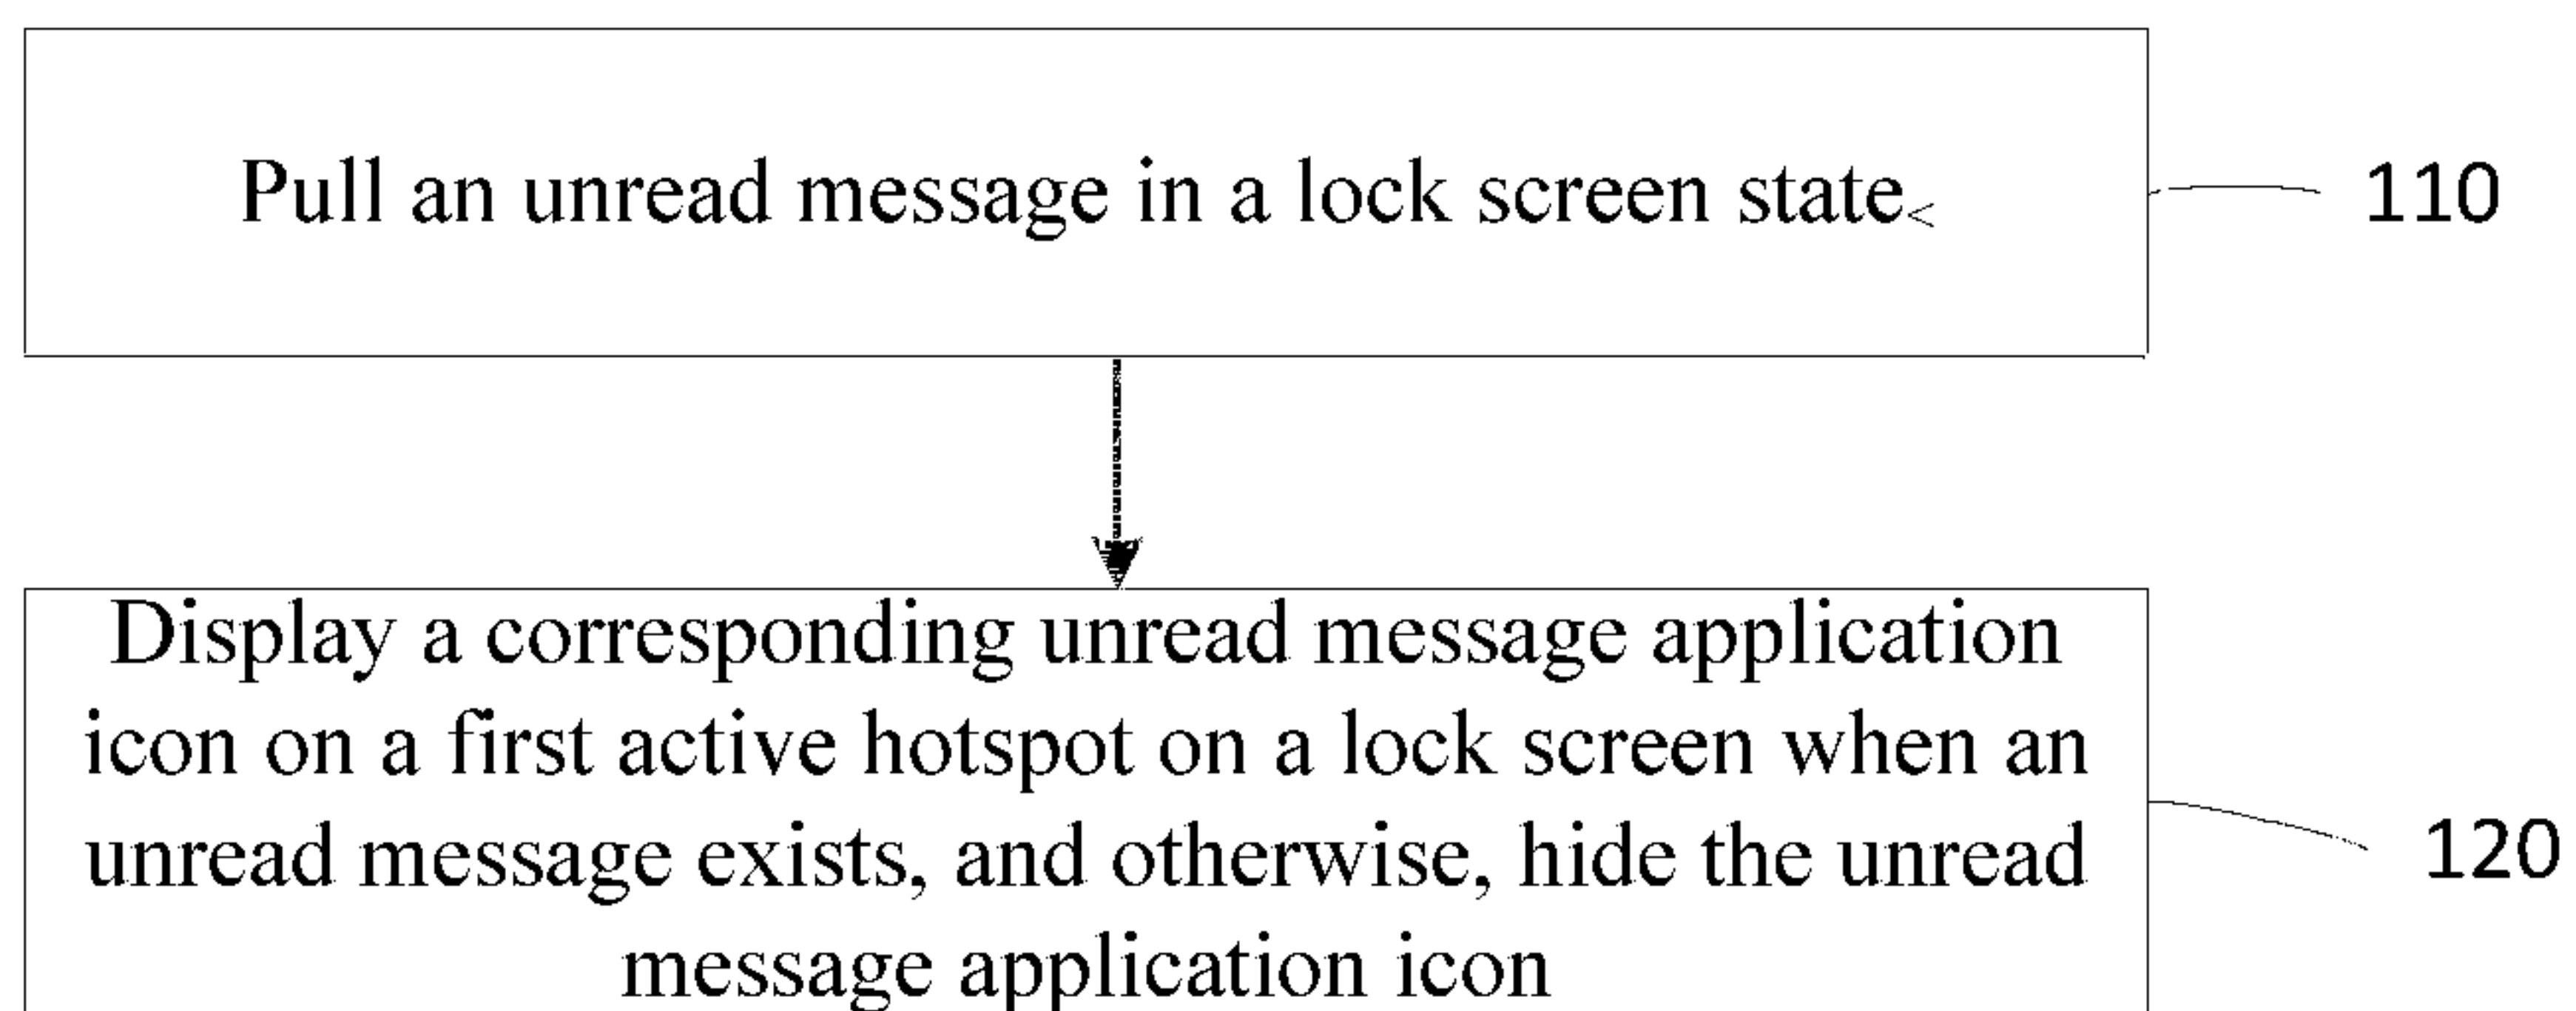 Pull an unread message in a lock screen state<
110
Display a corresponding unread message application
icon on a first active hotspot on a lock screen when an
unread message exists, and otherwise, hide the unread
message application icon
120